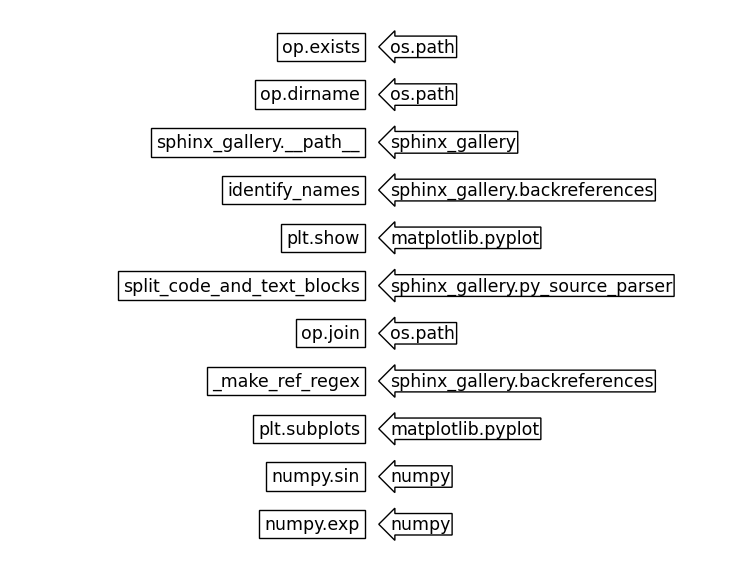 op.exists os.path
op.dirname os.path
sphinx_gallery.__path__ sphinx_gallery
identify_names sphinx_gallery.backreferences
plt.show matplotlib.pyplot
split_code_and_text_blocks sphinx_gallery.py_source_parser
op.join os.path
_make_ref_regex sphinx_gallery.backreferences
plt.subplots matplotlib.pyplot
numpy.sin numpy
numpy.exp numpy